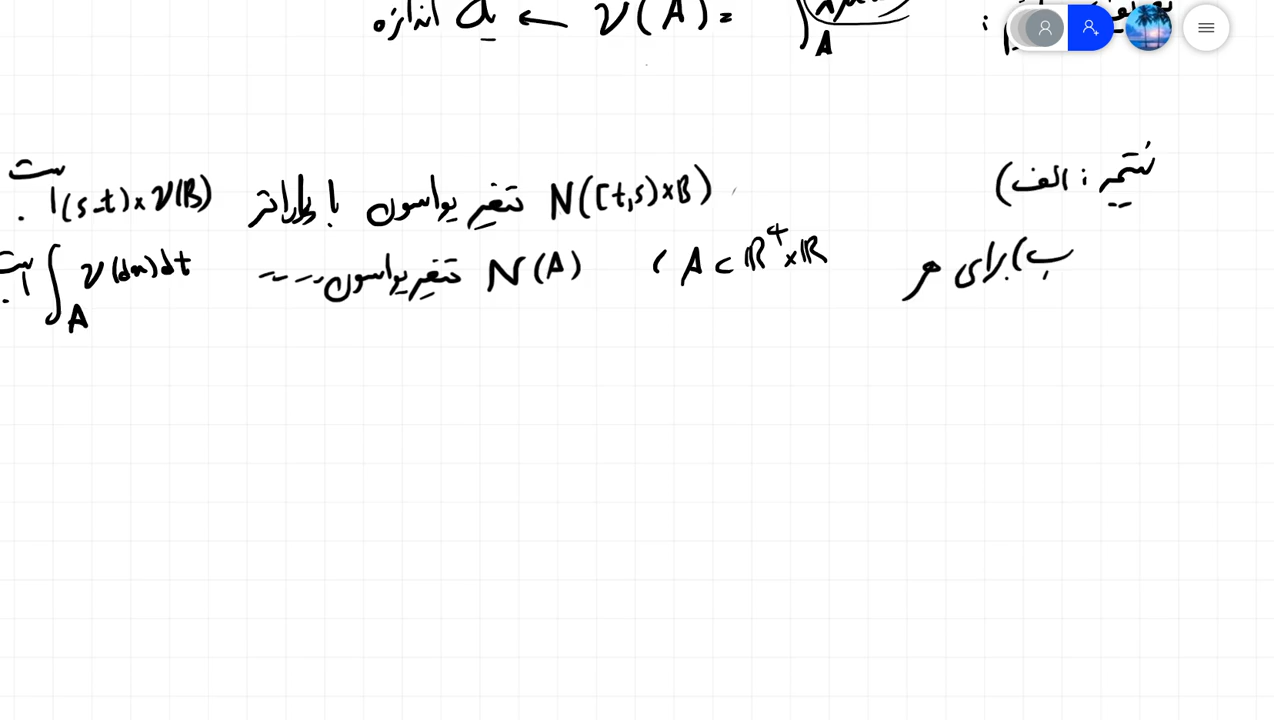 یک اندازه ← ν(A) = ∫_A
نتیجه : الف) N([t,s)×B) متغیر پواسون با پارامتر (s-t)×ν(B) است .
ب) برای هر A ⊂ ℝ⁺×ℝ ، N(A) متغیر پواسون ---- ∫_A ν(dx)dt است .